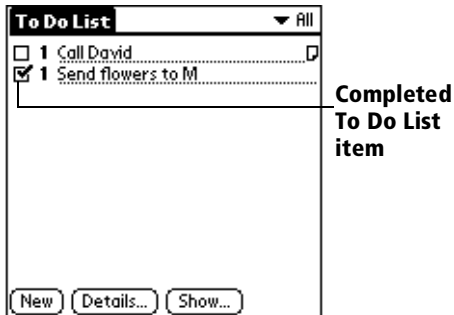 To Do List All
1 Call David
1 Send flowers to M
Completed
To Do List
item
New Details... Show...